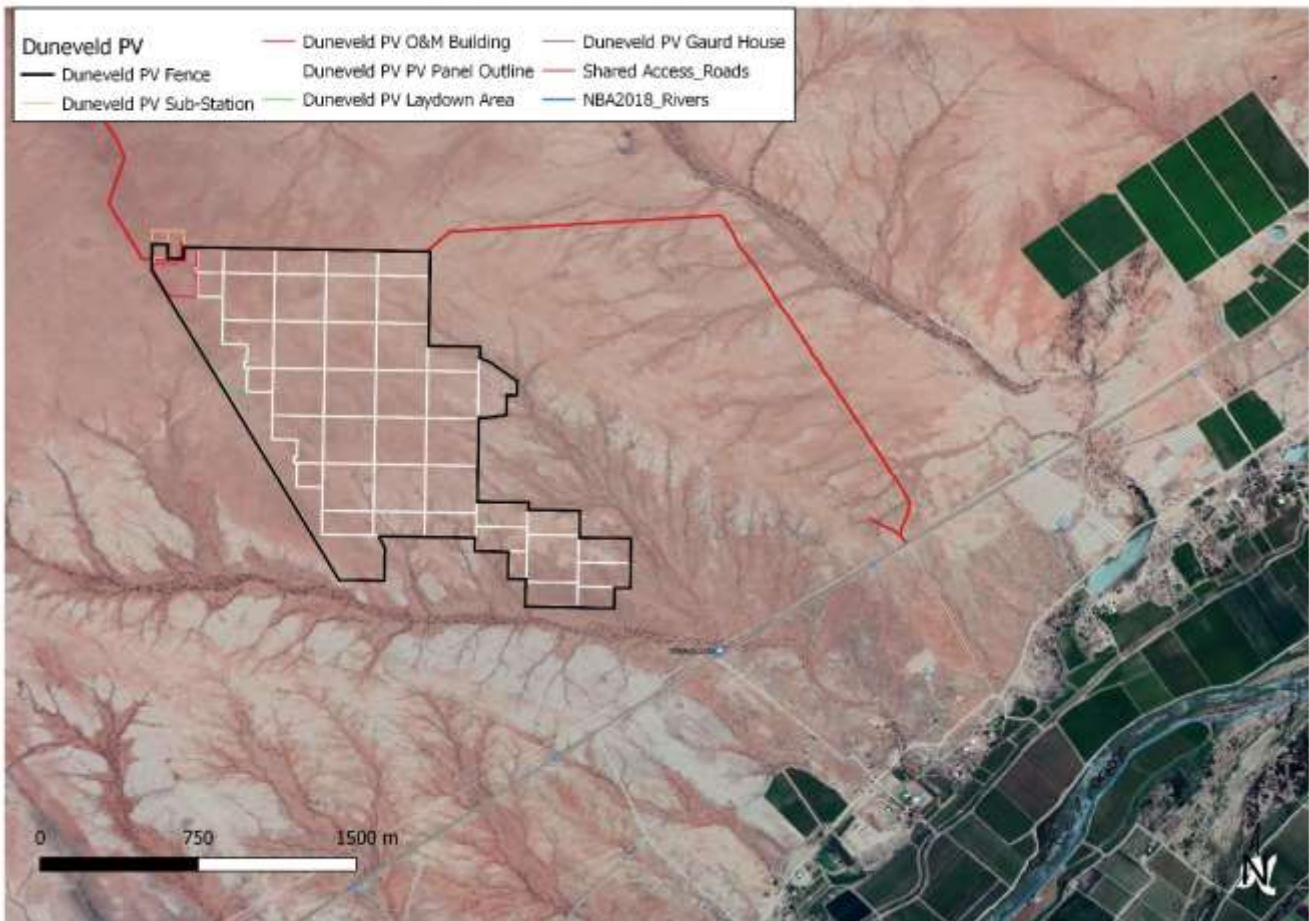 Duneveld PV
Duneveld PV Fence
Duneveld PV Sub-Station
Duneveld PV O&M Building
Duneveld PV PV Panel Outline
Duneveld PV Laydown Area
Duneveld PV Gaurd House
Shared Access_Roads
NBA2018_Rivers
0 750 1500 m
N